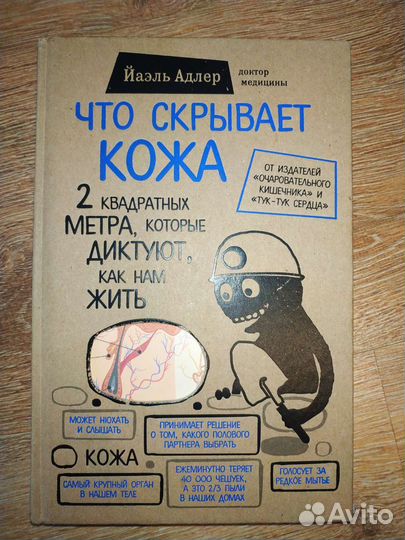 Йаэль Адлер
доктор
медицины
ЧТО СКРЫВАЕТ
КОЖА
ОТ ИЗДАТЕЛЕЙ
«ОЧАРОВАТЕЛЬНОГО
КИШЕЧНИКА» И
«ТУК-ТУК СЕРДЦА»
2 КВАДРАТНЫХ
МЕТРА, КОТОРЫЕ
ДИКТУЮТ,
КАК НАМ
ЖИТЬ
МОЖЕТ НЮХАТЬ
И СЛЫШАТЬ
ПРИНИМАЕТ РЕШЕНИЕ
О ТОМ, КАКОГО ПОЛОВОГО
ПАРТНЕРА ВЫБРАТЬ
КОЖА
САМЫЙ КРУПНЫЙ ОРГАН
В НАШЕМ ТЕЛЕ
ЕЖЕМИНУТНО ТЕРЯЕТ
40 000 ЧЕШУЕК,
А ЭТО 2/3 ПЫЛИ
В НАШИХ ДОМАХ
ГОЛОСУЕТ ЗА
РЕДКОЕ МЫТЬЕ
Avito